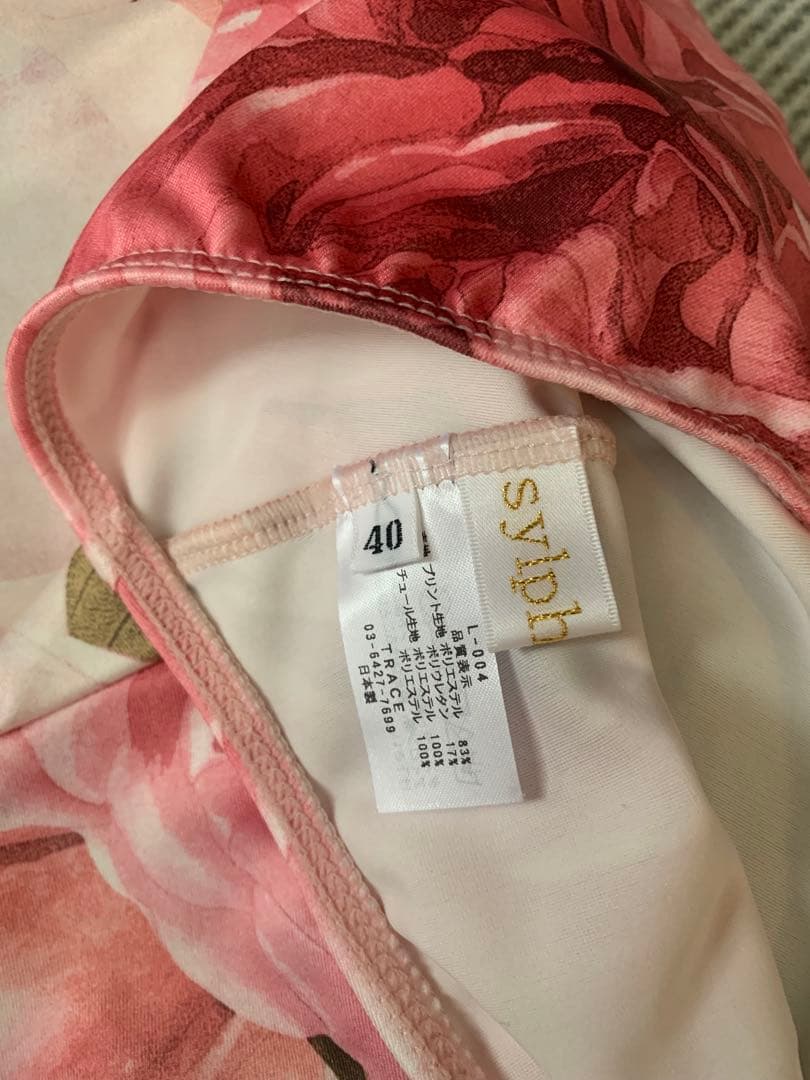 sylph
40
L-004
品質表示
ポリエステル 83%
ポリウレタン 17%
プリント生地 ポリエステル 100%
チュール生地 ポリエステル 100%
TRACE
03-6427-7699
日本製